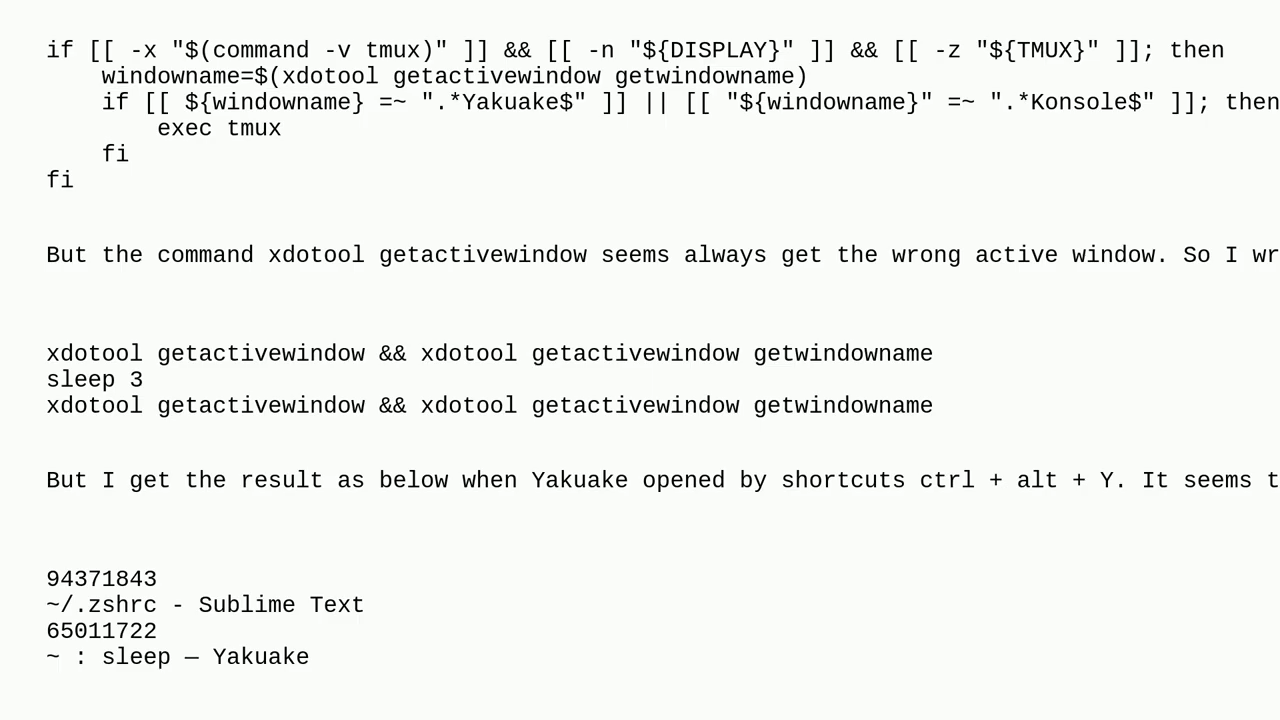 if [[ -x "$(command -v tmux)" ]] && [[ -n "${DISPLAY}" ]] && [[ -z "${TMUX}" ]]; then
    windowname=$(xdotool getactivewindow getwindowname)
    if [[ ${windowname} =~ ".*Yakuake$" ]] || [[ "${windowname}" =~ ".*Konsole$" ]]; then
        exec tmux
    fi
fi
But the command xdotool getactivewindow seems always get the wrong active window. So I
xdotool getactivewindow && xdotool getactivewindow getwindowname
sleep 3
xdotool getactivewindow && xdotool getactivewindow getwindowname
But I get the result as below when Yakuake opened by shortcuts ctrl + alt + Y. It seems
94371843
~/.zshrc - Sublime Text
65011722
~ : sleep — Yakuake